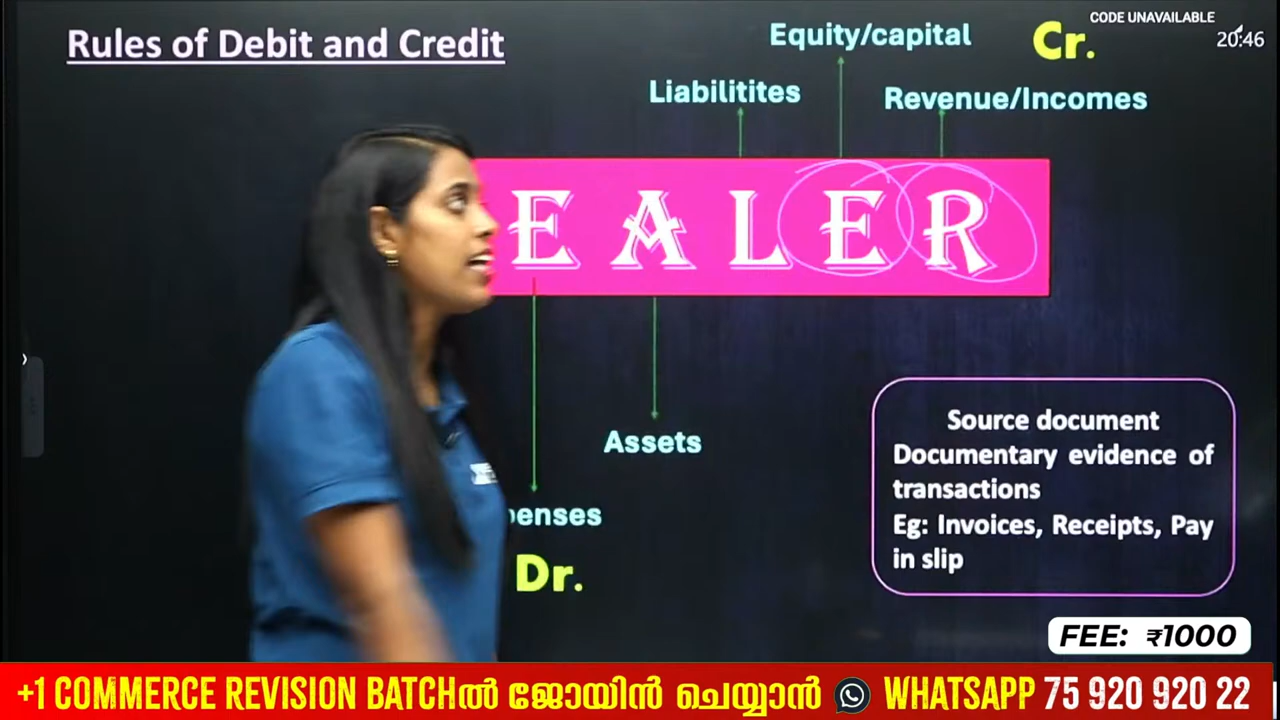 CODE UNAVAILABLE
20:46
Rules of Debit and Credit
Equity/capital
Cr.
Liabilitites
Revenue/Incomes
EALER
Assets
penses
Dr.
Source document
Documentary evidence of
transactions
Eg: Invoices, Receipts, Pay
in slip
FEE: ₹1000
+1 COMMERCE REVISION BATCHൽ ജോയിൻ ചെയ്യാൻ WHATSAPP 75 920 920 22